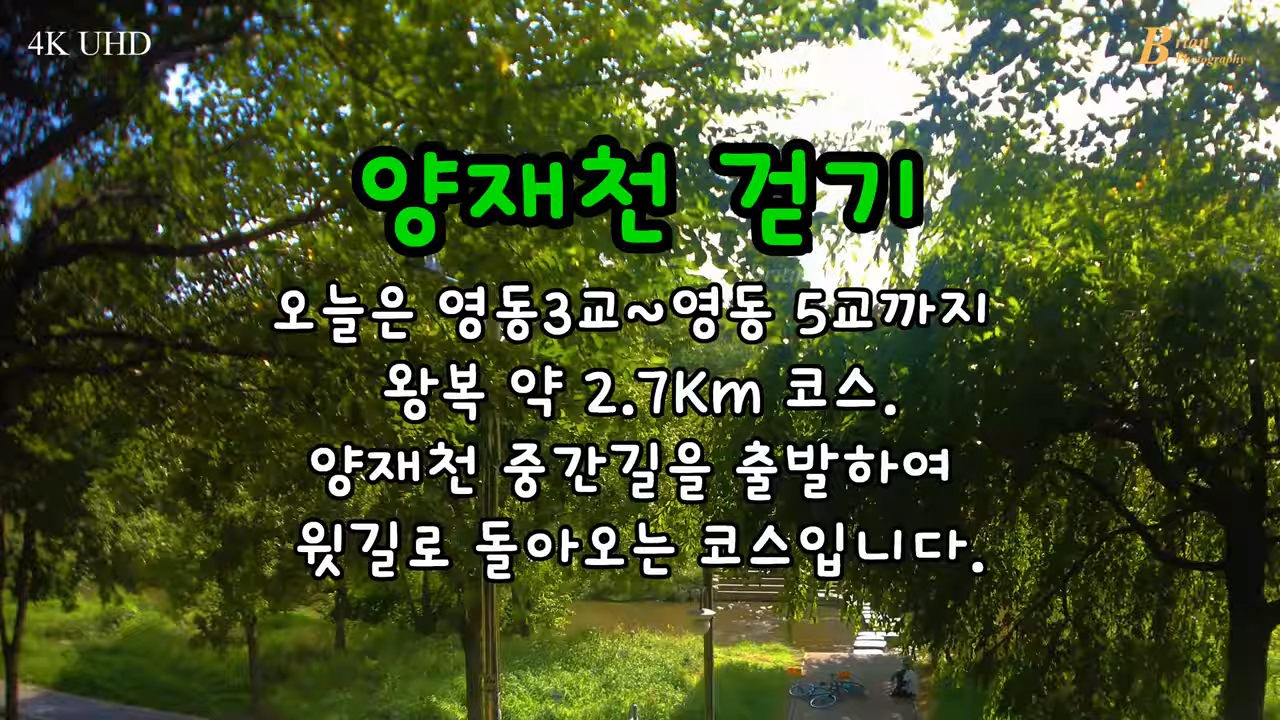 4K UHD
Brian
Photography
양재천 걷기
오늘은 영동3교~영동 5교까지
왕복 약 2.7Km 코스.
양재천 중간길을 출발하여
윗길로 돌아오는 코스입니다.